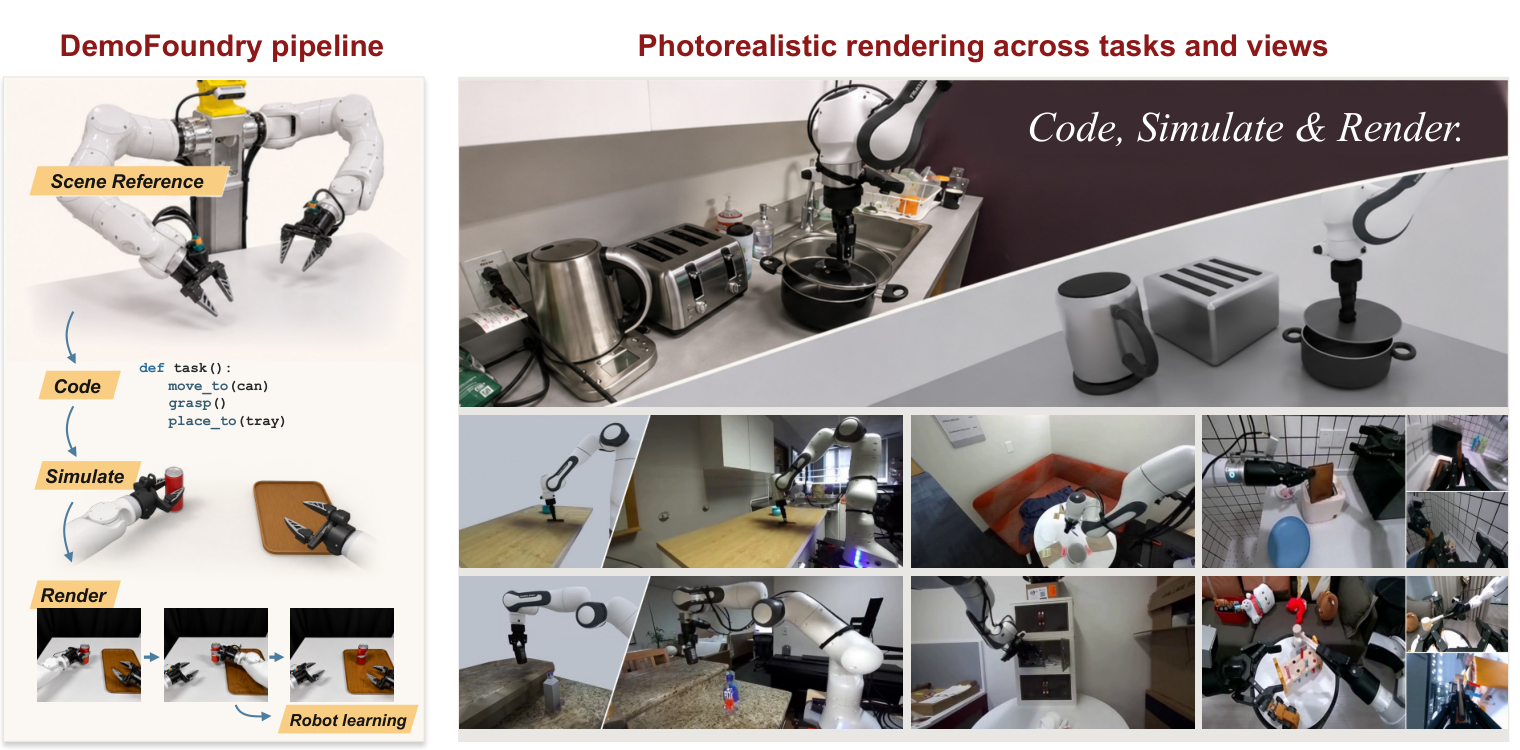 DemoFoundry pipeline
Scene Reference
Code
def task():
move_to(can)
grasp()
place_to(tray)
Simulate
Render
Robot learning
Photorealistic rendering across tasks and views
Code, Simulate & Render.